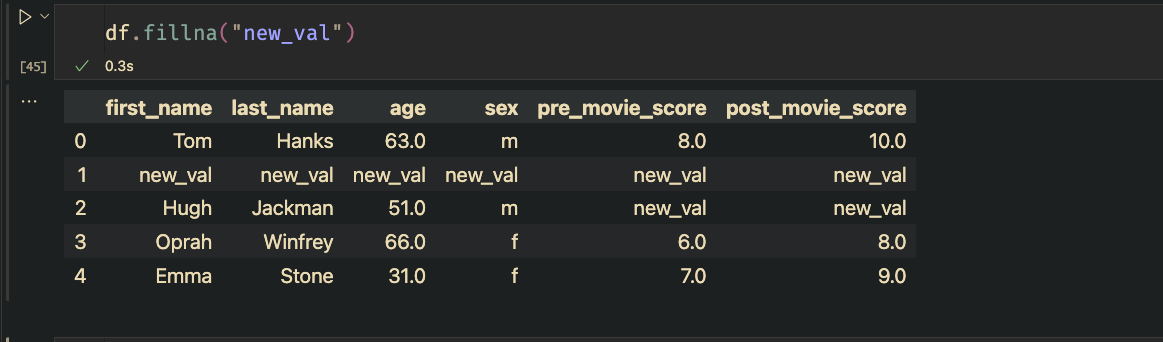 df.fillna("new_val")
[45] ✓ 0.3s
...
first_name last_name age sex pre_movie_score post_movie_score
0 Tom Hanks 63.0 m 8.0 10.0
1 new_val new_val new_val new_val new_val new_val
2 Hugh Jackman 51.0 m new_val new_val
3 Oprah Winfrey 66.0 f 6.0 8.0
4 Emma Stone 31.0 f 7.0 9.0